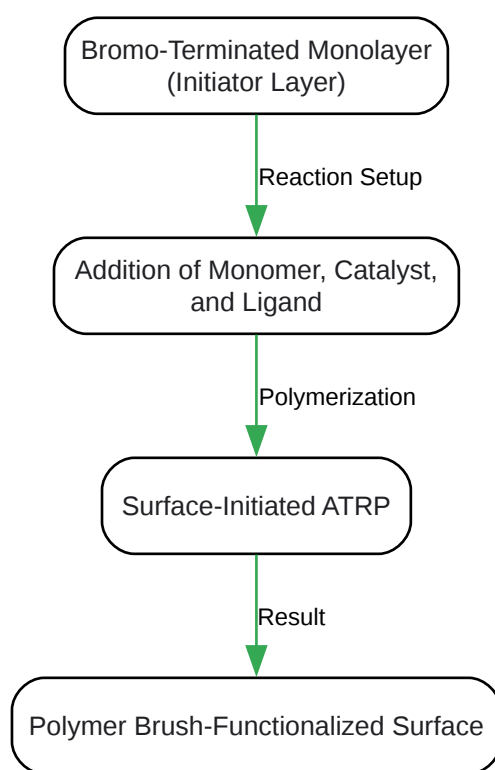 Bromo-Terminated Monolayer
(Initiator Layer)
Reaction Setup
Addition of Monomer, Catalyst,
and Ligand
Polymerization
Surface-Initiated ATRP
Result
Polymer Brush-Functionalized Surface